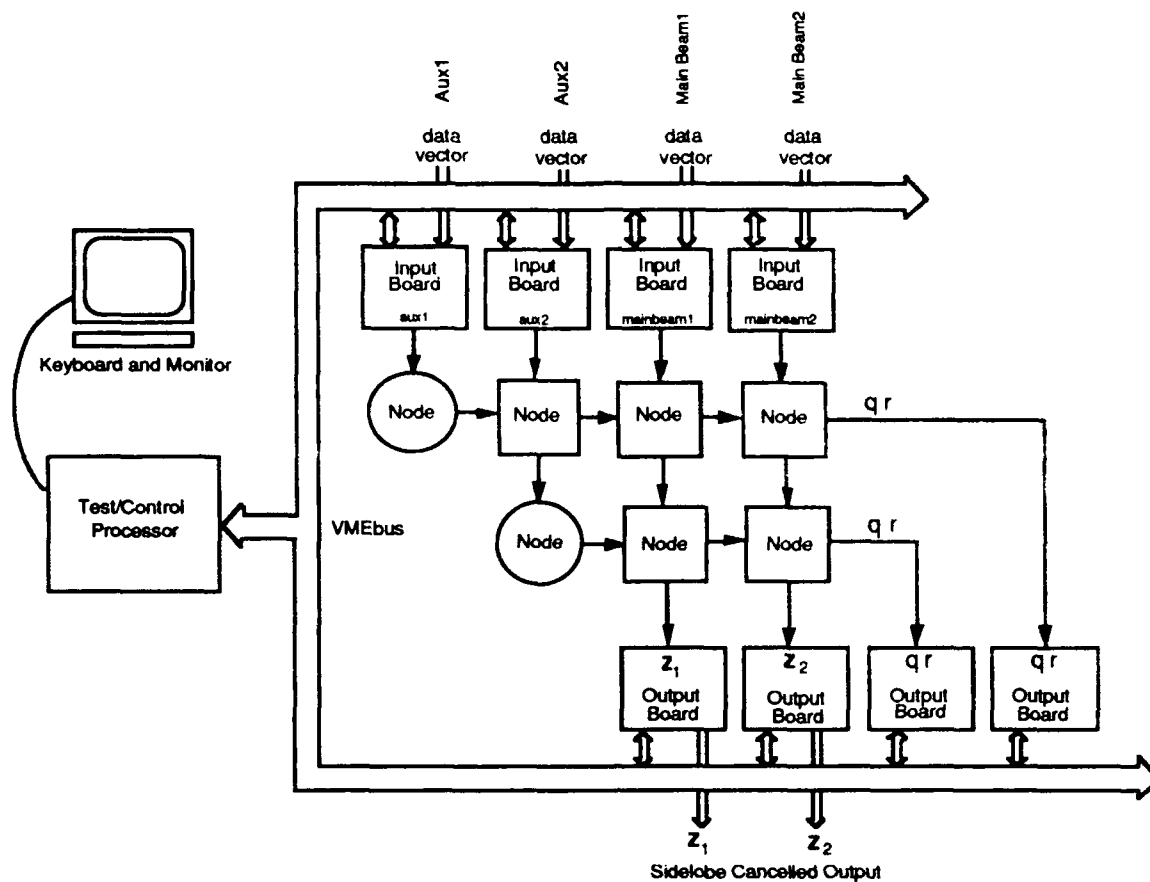 Aux1
Aux2
Main Beam1
Main Beam2
data vector
data vector
data vector
data vector
Input Board aux1
Input Board aux2
Input Board mainbeam1
Input Board mainbeam2
Keyboard and Monitor
Node
Node
Node
Node
q r
Test/Control Processor
VMEbus
Node
Node
Node
q r
z₁ Output Board
z₂ Output Board
q r Output Board
q r Output Board
z₁
z₂
Sidelobe Cancelled Output